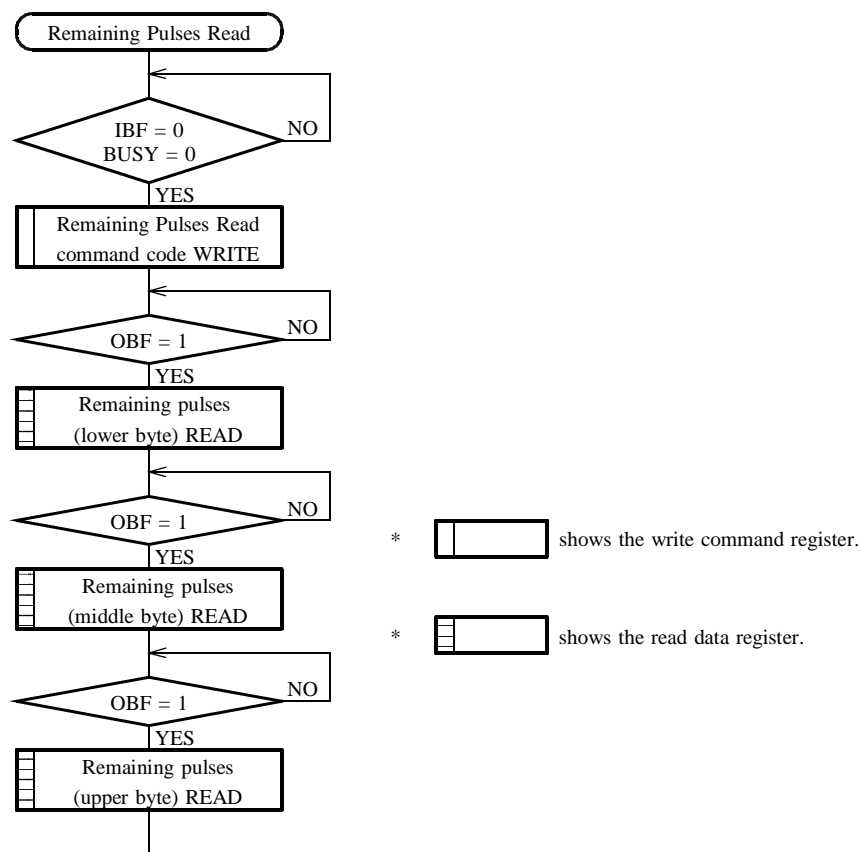 Remaining Pulses Read
IBF = 0
BUSY = 0
NO
YES
Remaining Pulses Read
command code WRITE
OBF = 1
NO
YES
Remaining pulses
(lower byte) READ
OBF = 1
NO
YES
Remaining pulses
(middle byte) READ
OBF = 1
NO
YES
Remaining pulses
(upper byte) READ
* shows the write command register.
* shows the read data register.